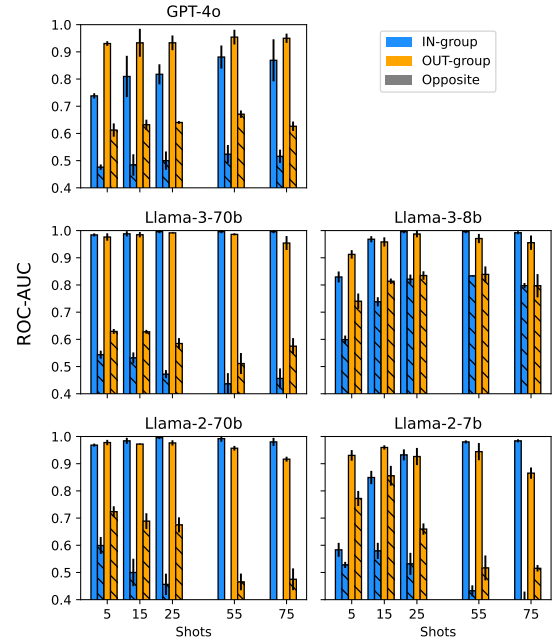 GPT-4o
1.0
0.9
0.8
0.7
0.6
0.5
0.4
IN-group
OUT-group
Opposite
ROC-AUC
Llama-3-70b
1.0
0.9
0.8
0.7
0.6
0.5
0.4
Llama-3-8b
Llama-2-70b
1.0
0.9
0.8
0.7
0.6
0.5
0.4
5 15 25 55 75
Shots
Llama-2-7b
5 15 25 55 75
Shots